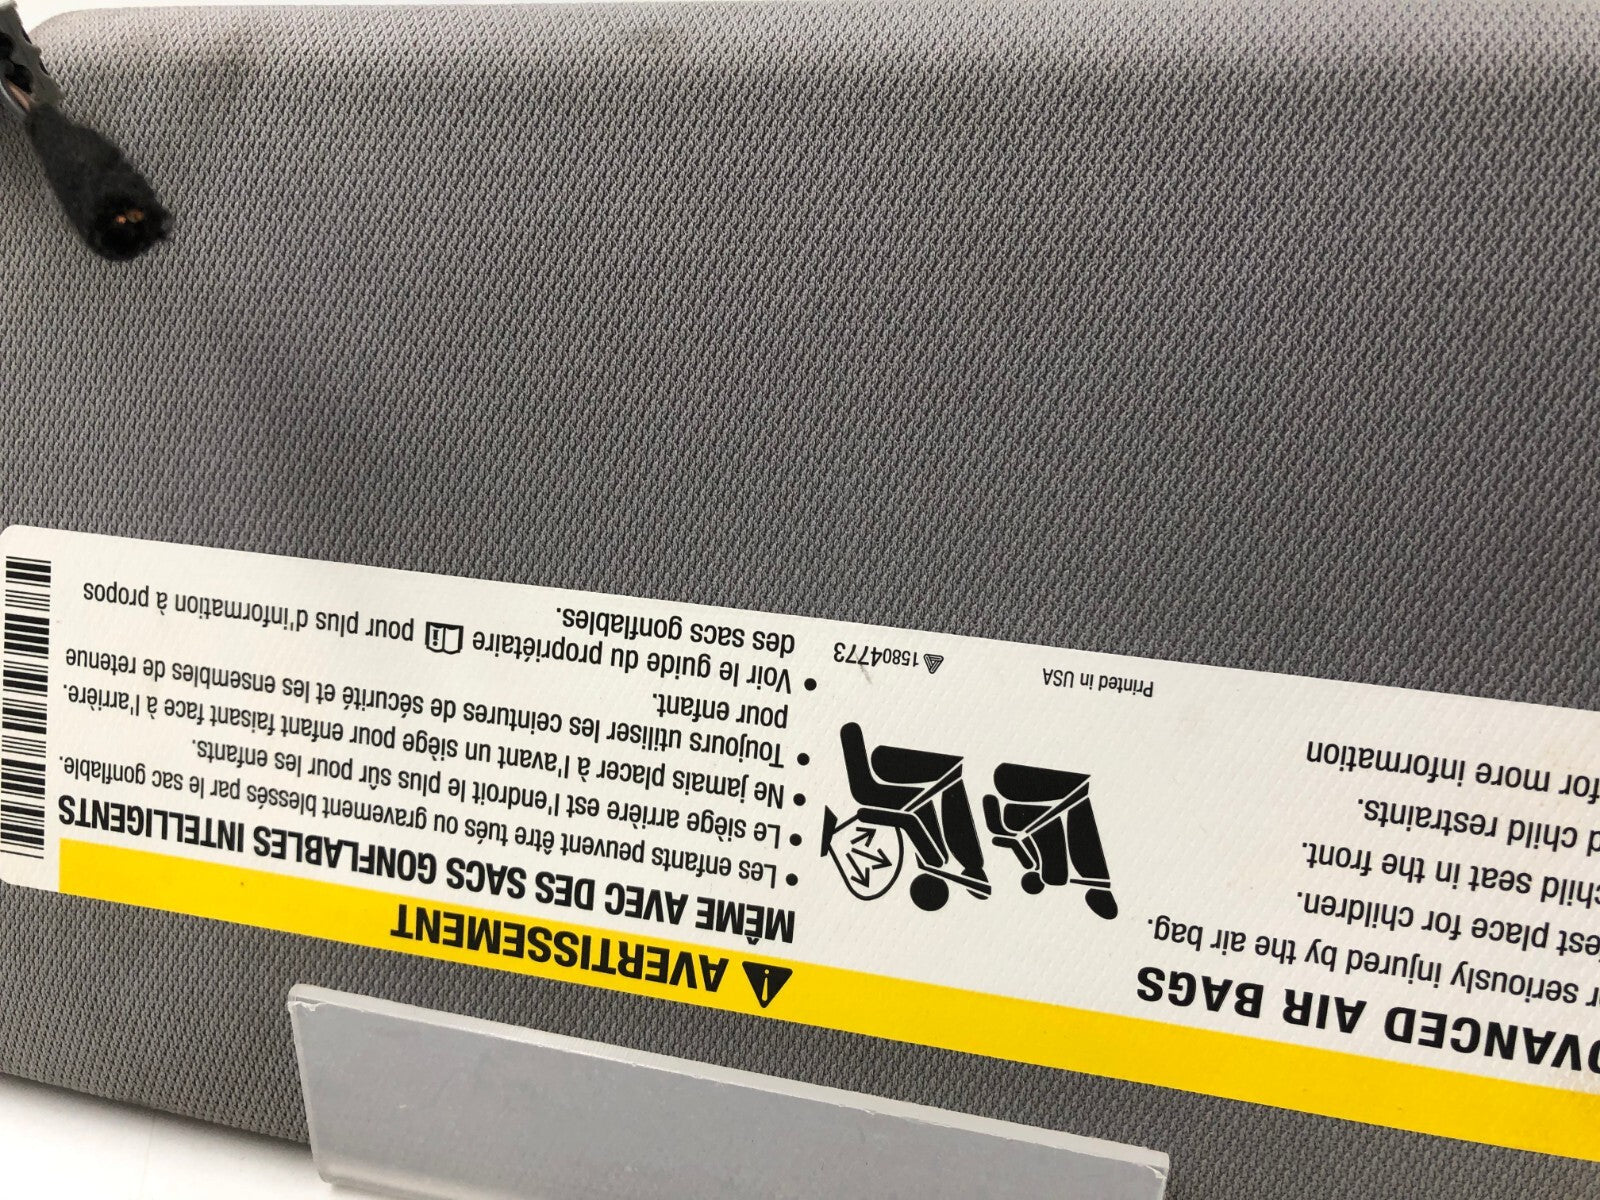 ADVANCED AIR BAGS
seriously injured by the air bag.
place for children.
child seat in the front.
child restraints.
for more information
Printed in USA
15804773
AVERTISSEMENT
MÊME AVEC DES SACS GONFLABLES INTELLIGENTS
• Les enfants peuvent être tués ou gravement blessés par le sac gonflable.
• Le siège arrière est l'endroit le plus sûr pour les enfants.
• Ne jamais placer à l'avant un siège pour enfant faisant face à l'arrière.
• Toujours utiliser les ceintures de sécurité et les ensembles de retenue
pour enfant.
• Voir le guide du propriétaire pour plus d'information à propos
des sacs gonflables.